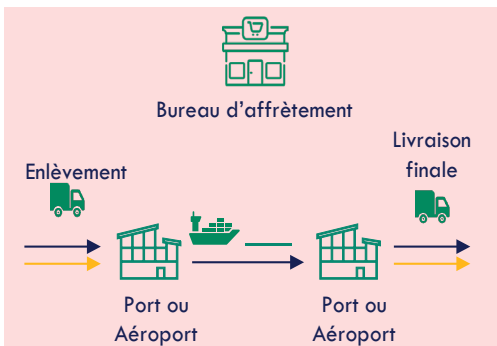 Bureau d'affrètement
Livraison
finale
Enlèvement
Port ou
Aéroport
Port ou
Aéroport